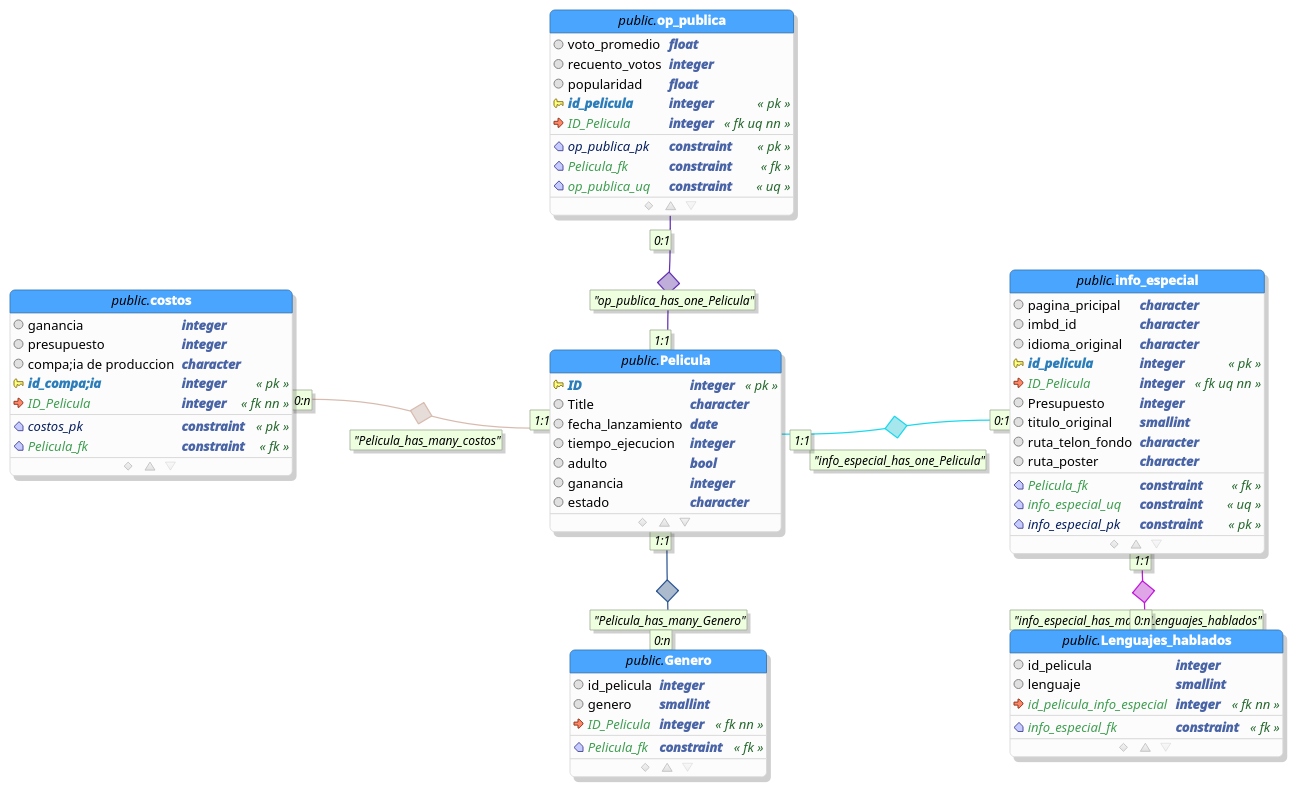 public.op_publica
voto_promedio float
recuento_votos integer
popularidad float
id_pelicula integer « pk »
ID_Pelicula integer « fk uq nn »
op_publica_pk constraint « pk »
Pelicula_fk constraint « fk »
op_publica_uq constraint « uq »
0:1
"op_publica_has_one_Pelicula"
1:1
public.costos
ganancia integer
presupuesto integer
compa;ia de produccion character
id_compa;ia integer « pk »
ID_Pelicula integer « fk nn »
costos_pk constraint « pk »
Pelicula_fk constraint « fk »
0:n
"Pelicula_has_many_costos"
1:1
public.Pelicula
ID integer « pk »
Title character
fecha_lanzamiento date
tiempo_ejecucion integer
adulto bool
ganancia integer
estado character
1:1
"info_especial_has_one_Pelicula"
0:1
public.info_especial
pagina_pricipal character
imbd_id character
idioma_original character
id_pelicula integer « pk »
ID_Pelicula integer « fk uq nn »
Presupuesto integer
titulo_original smallint
ruta_telon_fondo character
ruta_poster character
Pelicula_fk constraint « fk »
info_especial_uq constraint « uq »
info_especial_pk constraint « pk »
1:1
"Pelicula_has_many_Genero"
0:n
public.Genero
id_pelicula integer
genero smallint
ID_Pelicula integer « fk nn »
Pelicula_fk constraint « fk »
1:1
0:n
public.Lenguajes_hablados
id_pelicula integer
lenguaje smallint
id_pelicula_info_especial integer « fk nn »
info_especial_fk constraint « fk »